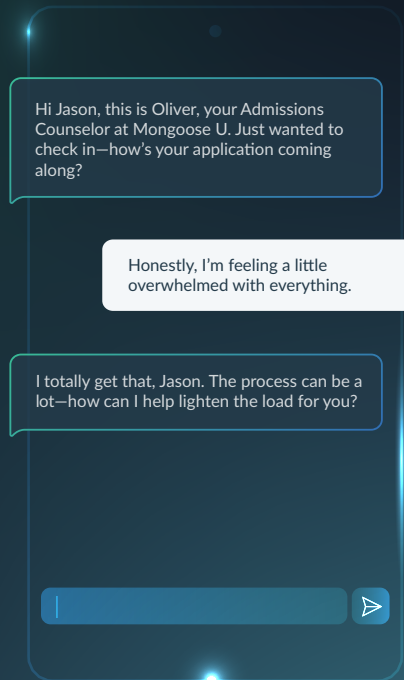 Hi Jason, this is Oliver, your Admissions
Counselor at Mongoose U. Just wanted to
check in—how’s your application coming
along?
Honestly, I’m feeling a little
overwhelmed with everything.
I totally get that, Jason. The process can be a
lot—how can I help lighten the load for you?